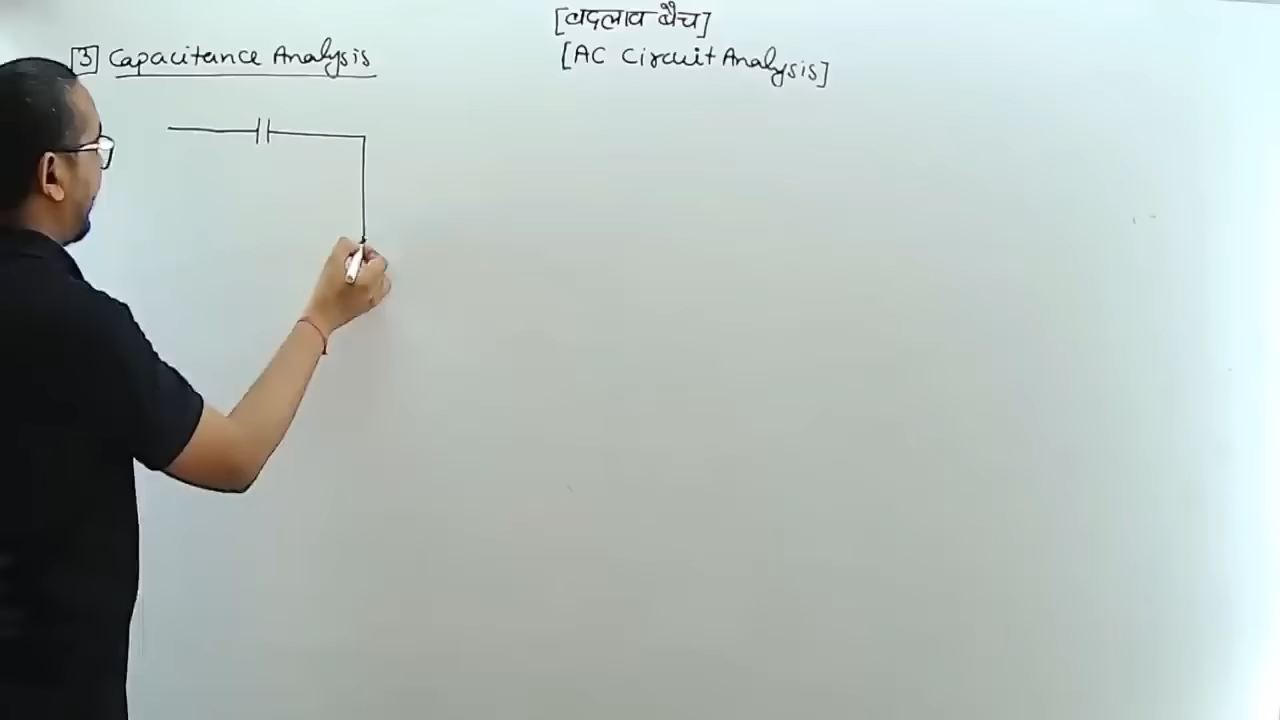 [बदलाव बैच]
[AC Circuit Analysis]
[3] Capacitance Analysis